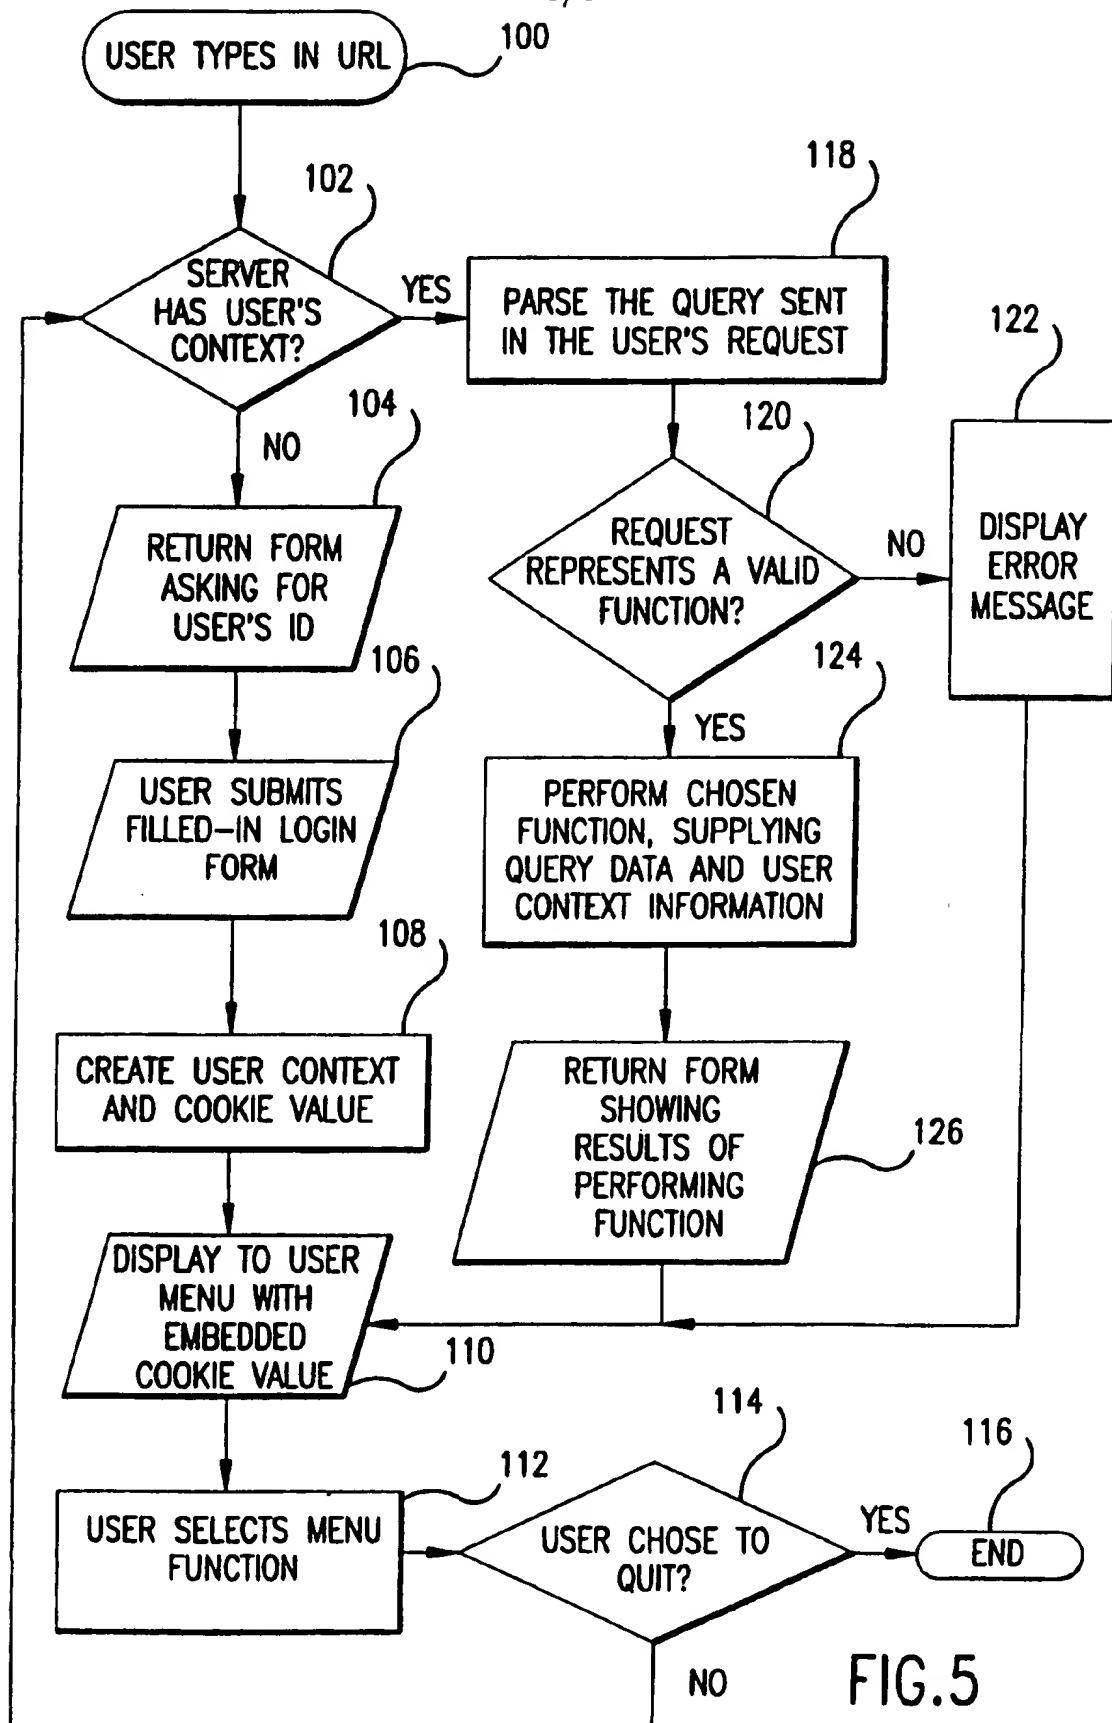 USER TYPES IN URL
100
102
SERVER
HAS USER'S
CONTEXT?
YES
NO
118
PARSE THE QUERY SENT
IN THE USER'S REQUEST
122
DISPLAY
ERROR
MESSAGE
104
RETURN FORM
ASKING FOR
USER'S ID
120
REQUEST
REPRESENTS A VALID
FUNCTION?
NO
YES
106
USER SUBMITS
FILLED-IN LOGIN
FORM
124
PERFORM CHOSEN
FUNCTION, SUPPLYING
QUERY DATA AND USER
CONTEXT INFORMATION
108
CREATE USER CONTEXT
AND COOKIE VALUE
RETURN FORM
SHOWING
RESULTS OF
PERFORMING
FUNCTION
126
DISPLAY TO USER
MENU WITH
EMBEDDED
COOKIE VALUE
110
112
USER SELECTS MENU
FUNCTION
114
USER CHOSE TO
QUIT?
YES
116
END
NO
FIG.5